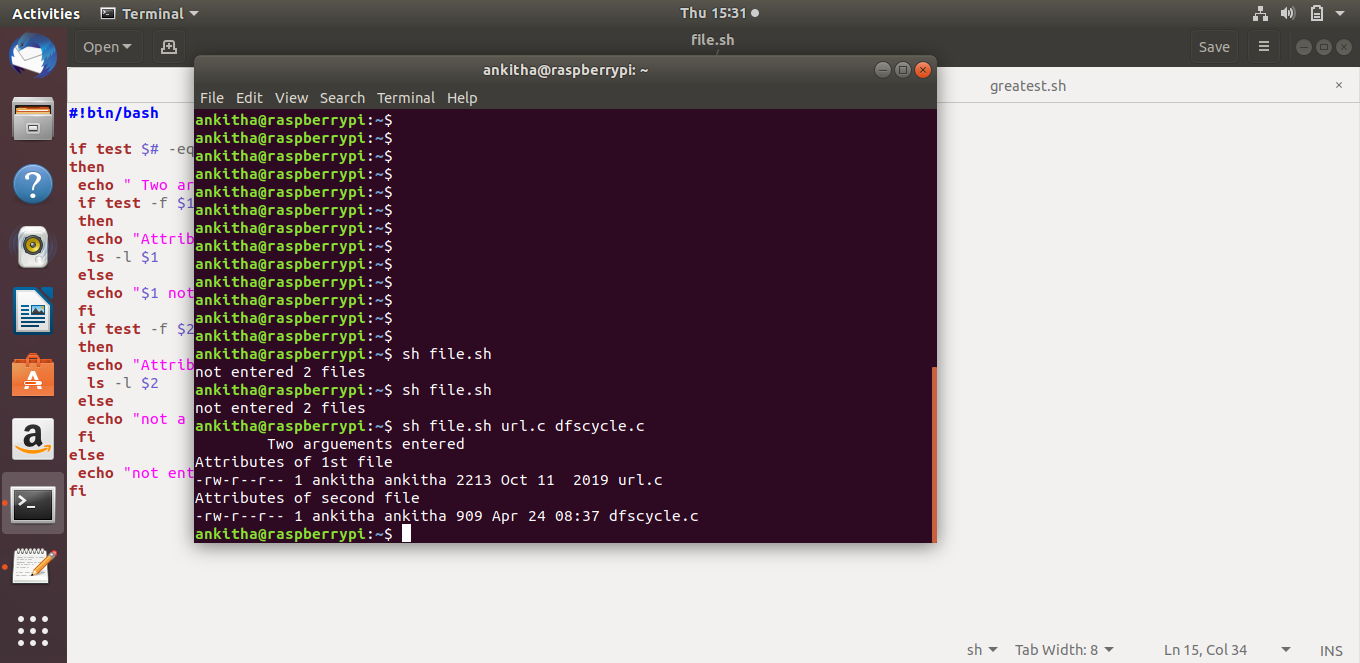 Activities Terminal Thu 15:31
Open file.sh Save
greatest.sh
#!bin/bash
if test $# -eq
then
echo " Two ar
if test -f $1
then
echo "Attrib
ls -l $1
else
echo "$1 not
fi
if test -f $2
then
echo "Attrib
ls -l $2
else
echo "not a
fi
else
echo "not ent
fi
ankitha@raspberrypi: ~
File Edit View Search Terminal Help
ankitha@raspberrypi:~$
ankitha@raspberrypi:~$
ankitha@raspberrypi:~$
ankitha@raspberrypi:~$
ankitha@raspberrypi:~$
ankitha@raspberrypi:~$
ankitha@raspberrypi:~$
ankitha@raspberrypi:~$
ankitha@raspberrypi:~$
ankitha@raspberrypi:~$
ankitha@raspberrypi:~$
ankitha@raspberrypi:~$
ankitha@raspberrypi:~$
ankitha@raspberrypi:~$ sh file.sh
not entered 2 files
ankitha@raspberrypi:~$ sh file.sh
not entered 2 files
ankitha@raspberrypi:~$ sh file.sh url.c dfscycle.c
Two arguements entered
Attributes of 1st file
-rw-r--r-- 1 ankitha ankitha 2213 Oct 11  2019 url.c
Attributes of second file
-rw-r--r-- 1 ankitha ankitha 909 Apr 24 08:37 dfscycle.c
ankitha@raspberrypi:~$
sh Tab Width: 8 Ln 15, Col 34 INS